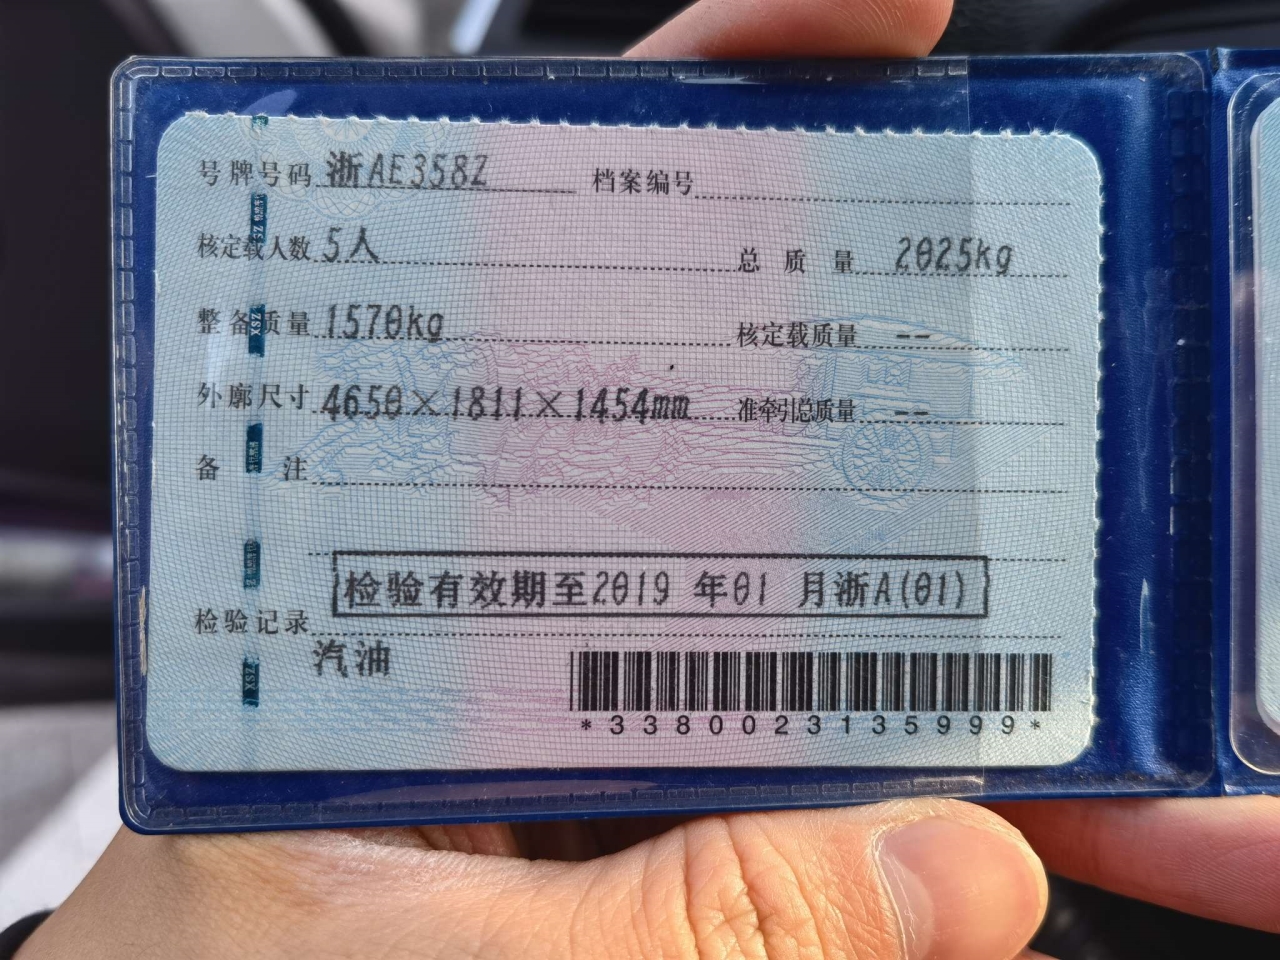 号牌号码 浙AE358Z 档案编号
核定载人数 5人 总质量 2025kg
整备质量 1570kg 核定载质量 --
外廓尺寸 4650×1811×1454mm 准牵引总质量 --
备注
检验有效期至2019 年01 月浙A(01)
检验记录
汽油
*3380023135999*